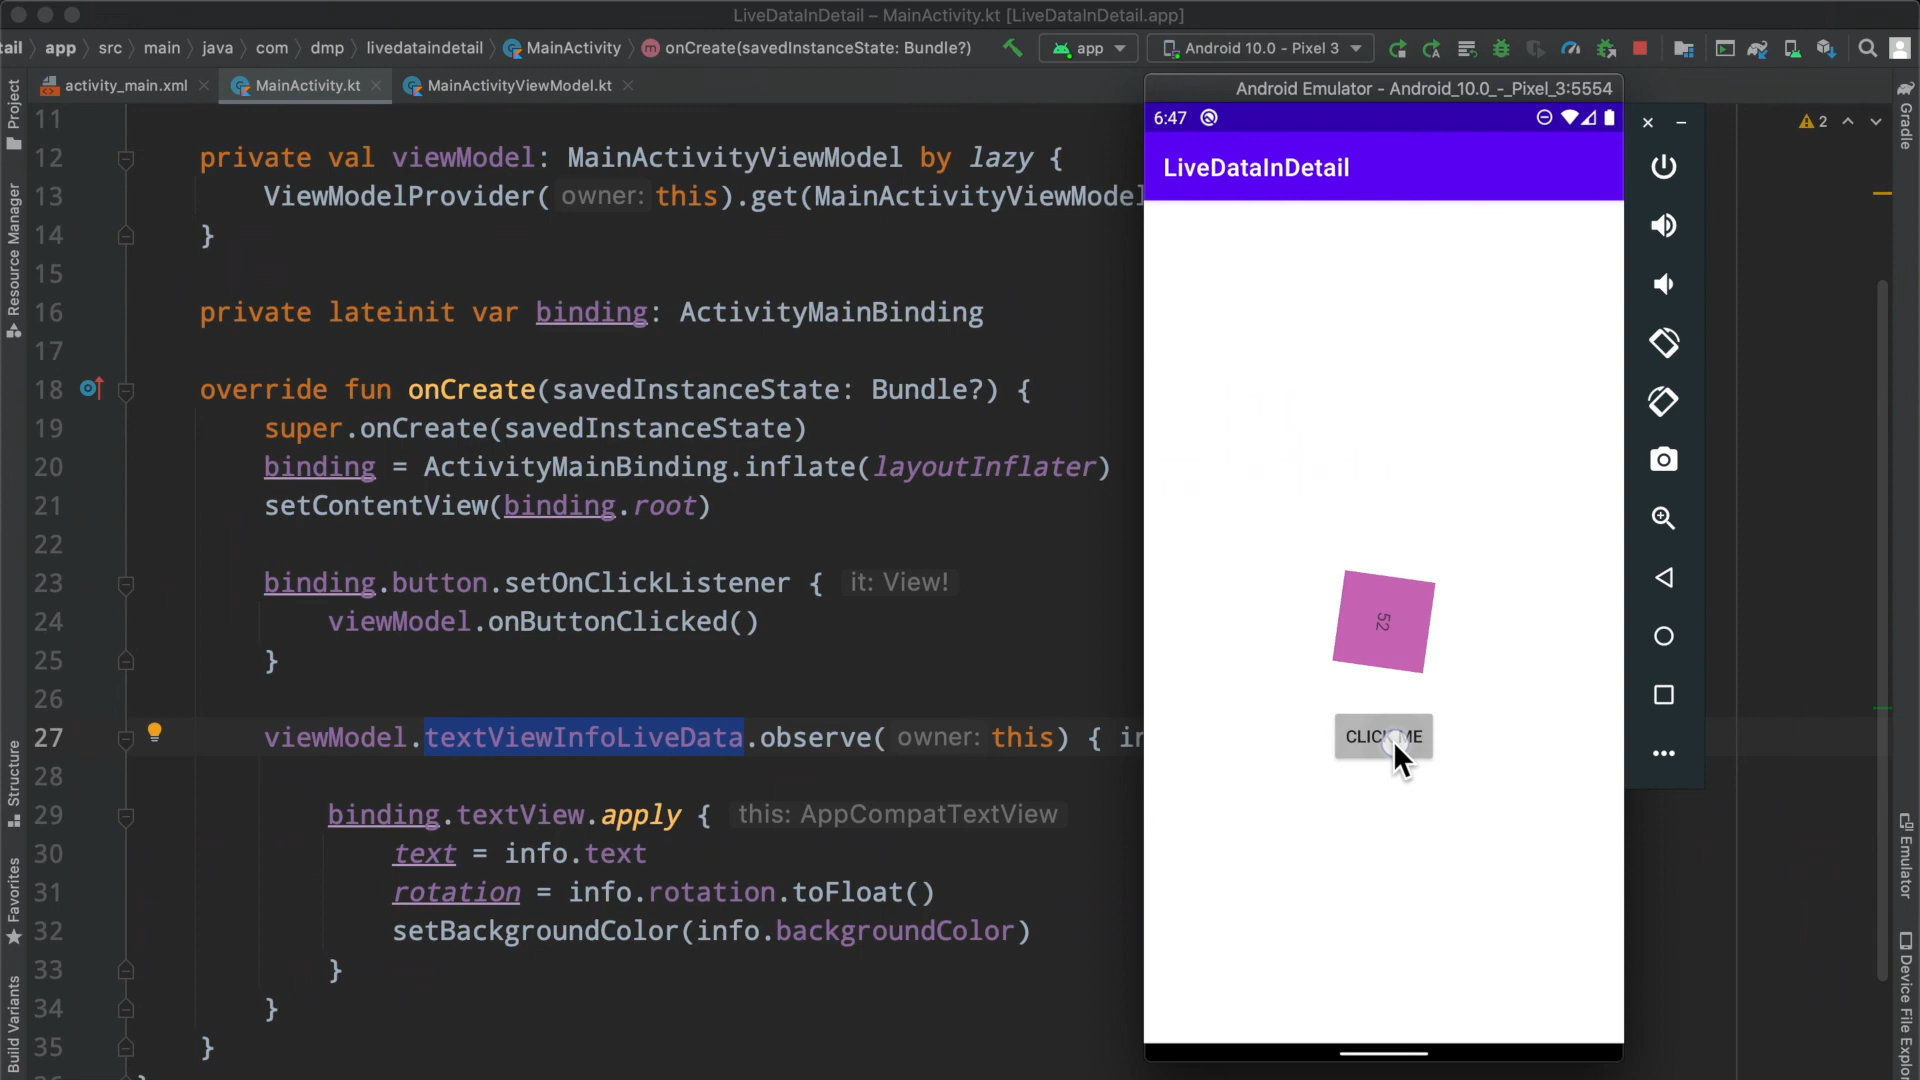 LiveDataInDetail – MainActivity.kt [LiveDataInDetail.app]
tail app src main java com dmp livedataindetail MainActivity onCreate(savedInstanceState: Bundle?) app Android 10.0 - Pixel 3
activity_main.xml MainActivity.kt MainActivityViewModel.kt
Android Emulator - Android_10.0_-_Pixel_3:5554
Project
Resource Manager
Structure
Favorites
Build Variants
11
12 private val viewModel: MainActivityViewModel by lazy {
13 ViewModelProvider( owner: this).get(MainActivityViewModel
14 }
15
16 private lateinit var binding: ActivityMainBinding
17
18 override fun onCreate(savedInstanceState: Bundle?) {
19 super.onCreate(savedInstanceState)
20 binding = ActivityMainBinding.inflate(layoutInflater)
21 setContentView(binding.root)
22
23 binding.button.setOnClickListener { it: View!
24 viewModel.onButtonClicked()
25 }
26
27 viewModel.textViewInfoLiveData.observe( owner: this) { in
28
29 binding.textView.apply { this: AppCompatTextView
30 text = info.text
31 rotation = info.rotation.toFloat()
32 setBackgroundColor(info.backgroundColor)
33 }
34 }
35 }
6:47
LiveDataInDetail
52
CLICK ME
2
Gradle
Emulator
Device File Explor